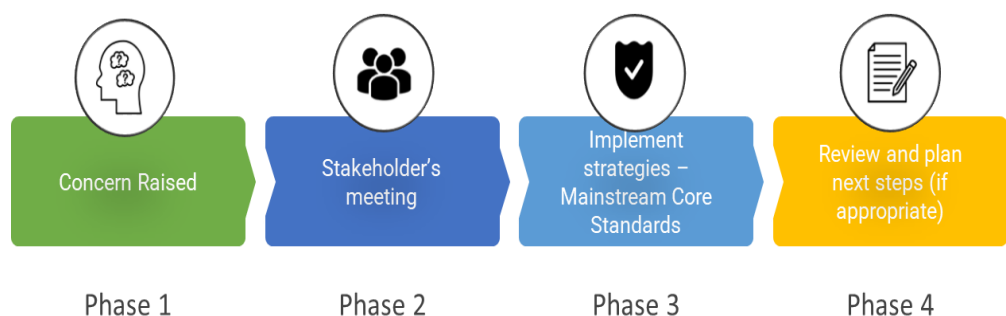 Concern Raised
Stakeholder's
meeting
Implement
strategies –
Mainstream Core
Standards
Review and plan
next steps (if
appropriate)
Phase 1
Phase 2
Phase 3
Phase 4